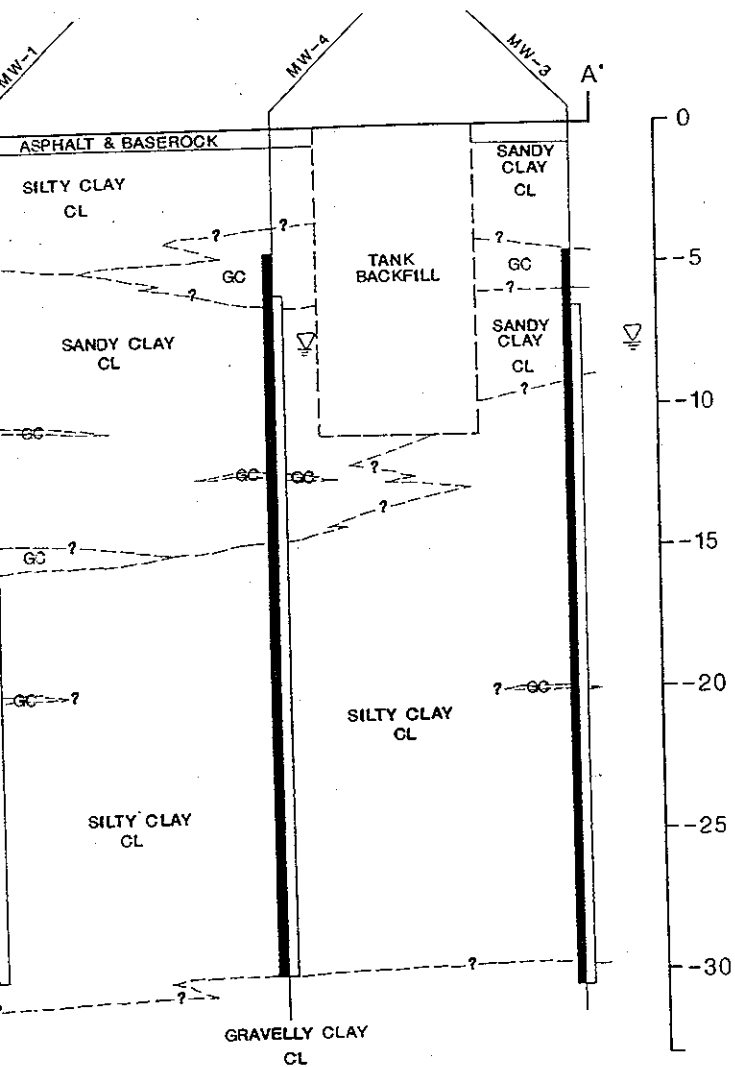 MW-1
MW-4
MW-3
A'
0
ASPHALT & BASEROCK
SANDY
CLAY
CL
SILTY CLAY
CL
?
?
?
GC
TANK
BACKFILL
GC
-5
?
?
SANDY CLAY
CL
SANDY
CLAY
CL
?
-10
GC
?
GC
GC
?
-15
?
GC
GC
?
?
GC
-20
SILTY CLAY
CL
SILTY CLAY
CL
-25
?
-30
?
GRAVELLY CLAY
CL